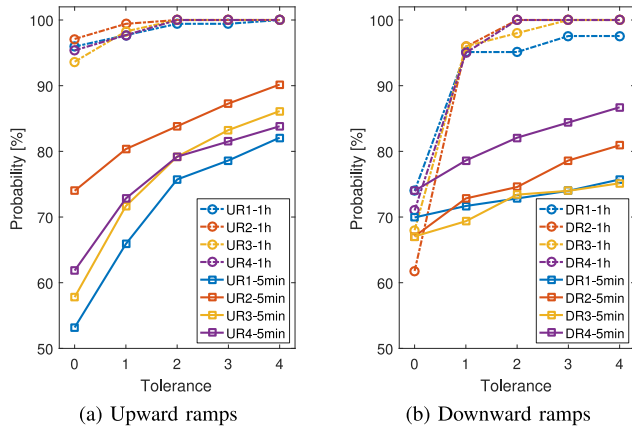 100
90
80
70
60
50
Probability [%]
UR1-1h
UR2-1h
UR3-1h
UR4-1h
UR1-5min
UR2-5min
UR3-5min
UR4-5min
0 1 2 3 4
Tolerance
(a) Upward ramps
100
90
80
70
60
50
Probability [%]
DR1-1h
DR2-1h
DR3-1h
DR4-1h
DR1-5min
DR2-5min
DR3-5min
DR4-5min
0 1 2 3 4
Tolerance
(b) Downward ramps